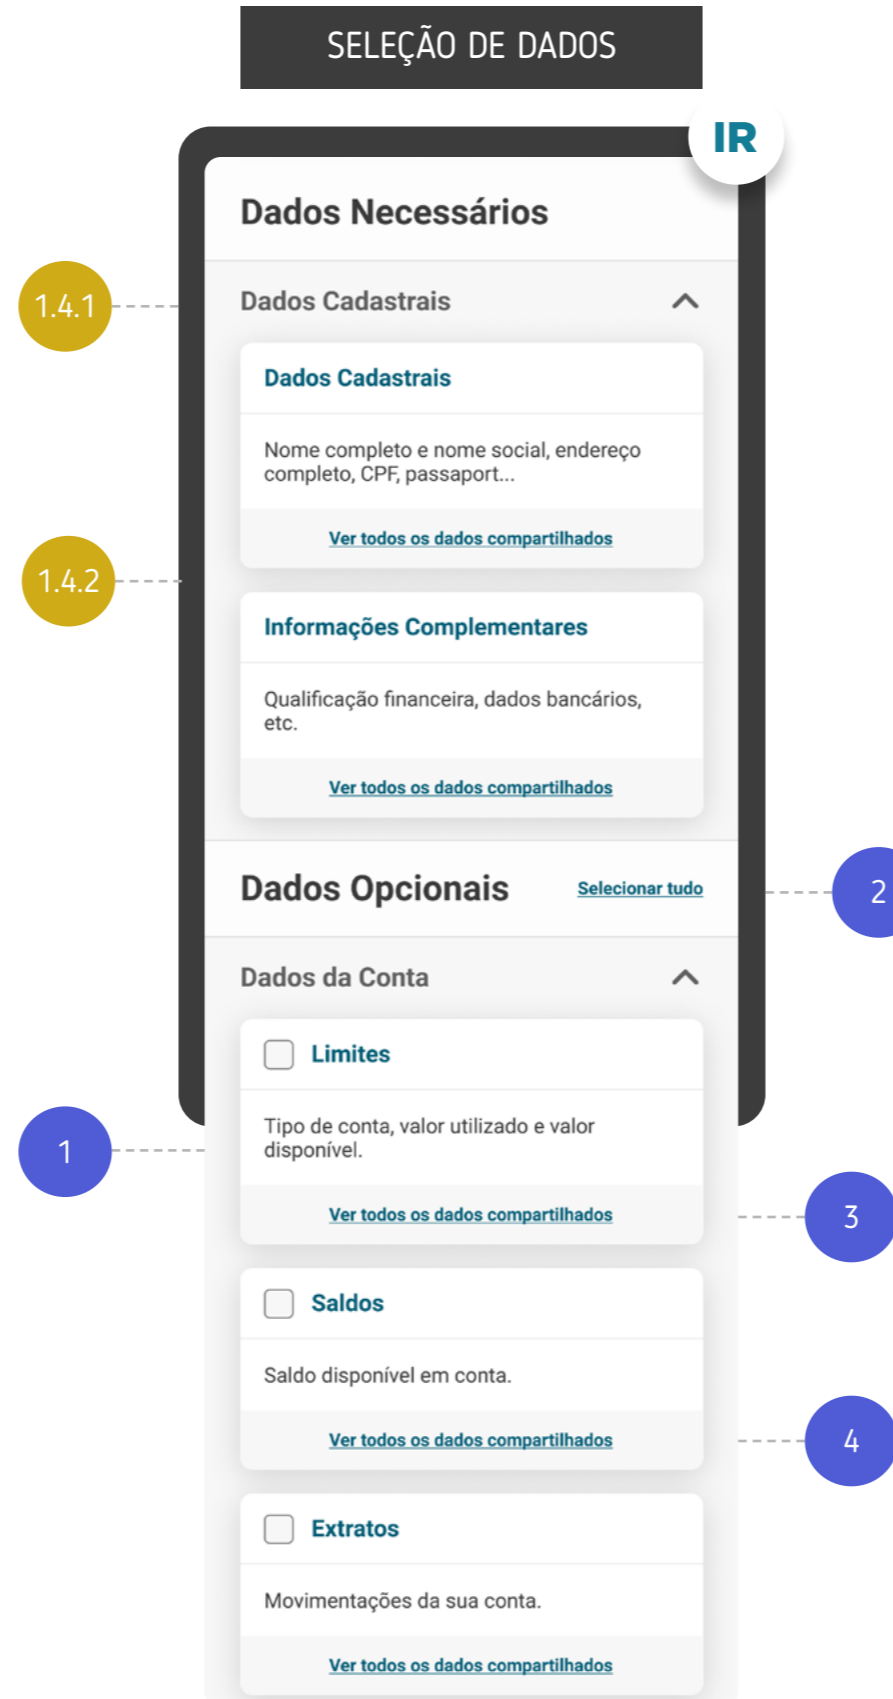 SELEÇÃO DE DADOS
IR
Dados Necessários
1.4.1
Dados Cadastrais
Dados Cadastrais
Nome completo e nome social, endereço
completo, CPF, passaport...
Ver todos os dados compartilhados
1.4.2
Informações Complementares
Qualificação financeira, dados bancários,
etc.
Ver todos os dados compartilhados
Dados Opcionais Selecionar tudo
2
Dados da Conta
Limites
Tipo de conta, valor utilizado e valor
disponível.
1
Ver todos os dados compartilhados
3
Saldos
Saldo disponível em conta.
Ver todos os dados compartilhados
4
Extratos
Movimentações da sua conta.
Ver todos os dados compartilhados